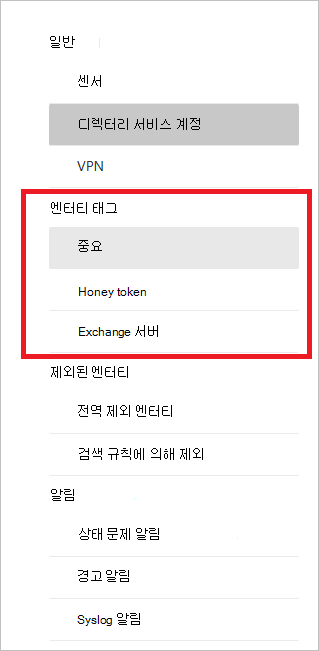 일반
센서
디렉터리 서비스 계정
VPN
엔터티 태그
중요
Honey token
Exchange 서버
제외된 엔터티
전역 제외 엔터티
검색 규칙에 의해 제외
알림
상태 문제 알림
경고 알림
Syslog 알림